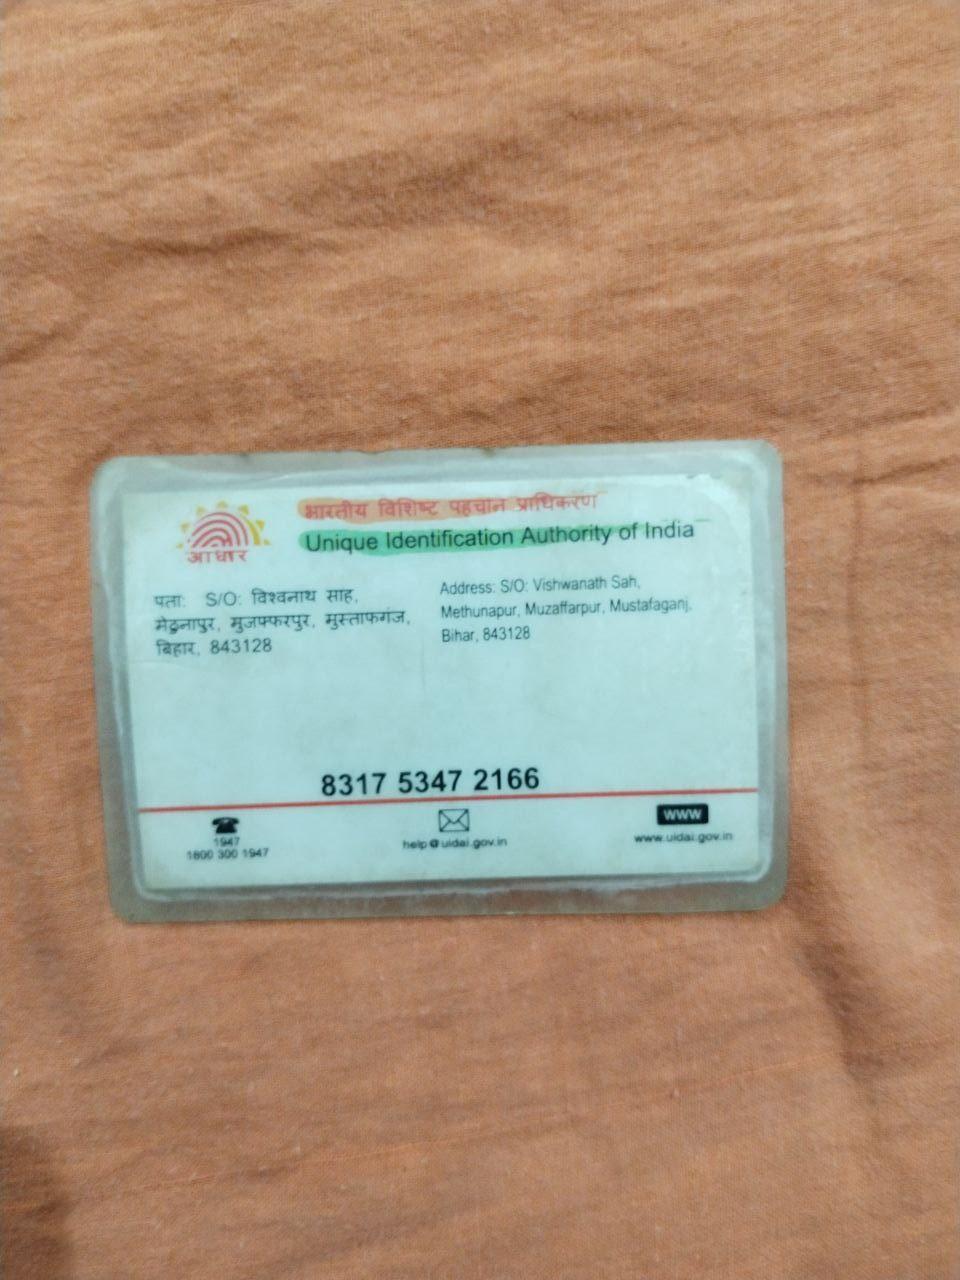 भारतीय विशिष्ट पहचान प्राधिकरण
Unique Identification Authority of India
आधार
पता: S/O: विश्वनाथ साह,
मेठुनापुर, मुजफ्फरपुर, मुस्ताफगंज,
बिहार, 843128
Address: S/O: Vishwanath Sah,
Methunapur, Muzaffarpur, Mustafaganj,
Bihar, 843128
8317 5347 2166
1947
1800 300 1947
help@uidai.gov.in
www
www.uidai.gov.in